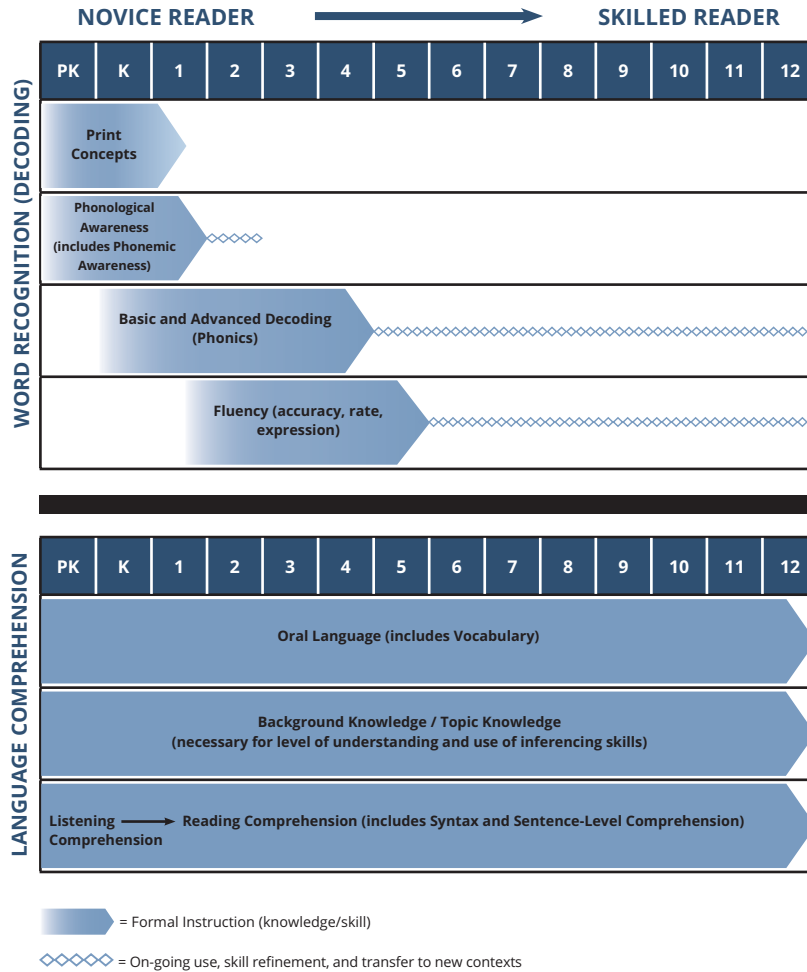 NOVICE READER SKILLED READER
WORD RECOGNITION (DECODING)
PK K 1 2 3 4 5 6 7 8 9 10 11 12
Print
Concepts
Phonological
Awareness
(includes Phonemic
Awareness)
Basic and Advanced Decoding
(Phonics)
Fluency (accuracy, rate,
expression)
LANGUAGE COMPREHENSION
PK K 1 2 3 4 5 6 7 8 9 10 11 12
Oral Language (includes Vocabulary)
Background Knowledge / Topic Knowledge
(necessary for level of understanding and use of inferencing skills)
Listening Reading Comprehension (includes Syntax and Sentence-Level Comprehension)
Comprehension
= Formal Instruction (knowledge/skill)
= On-going use, skill refinement, and transfer to new contexts